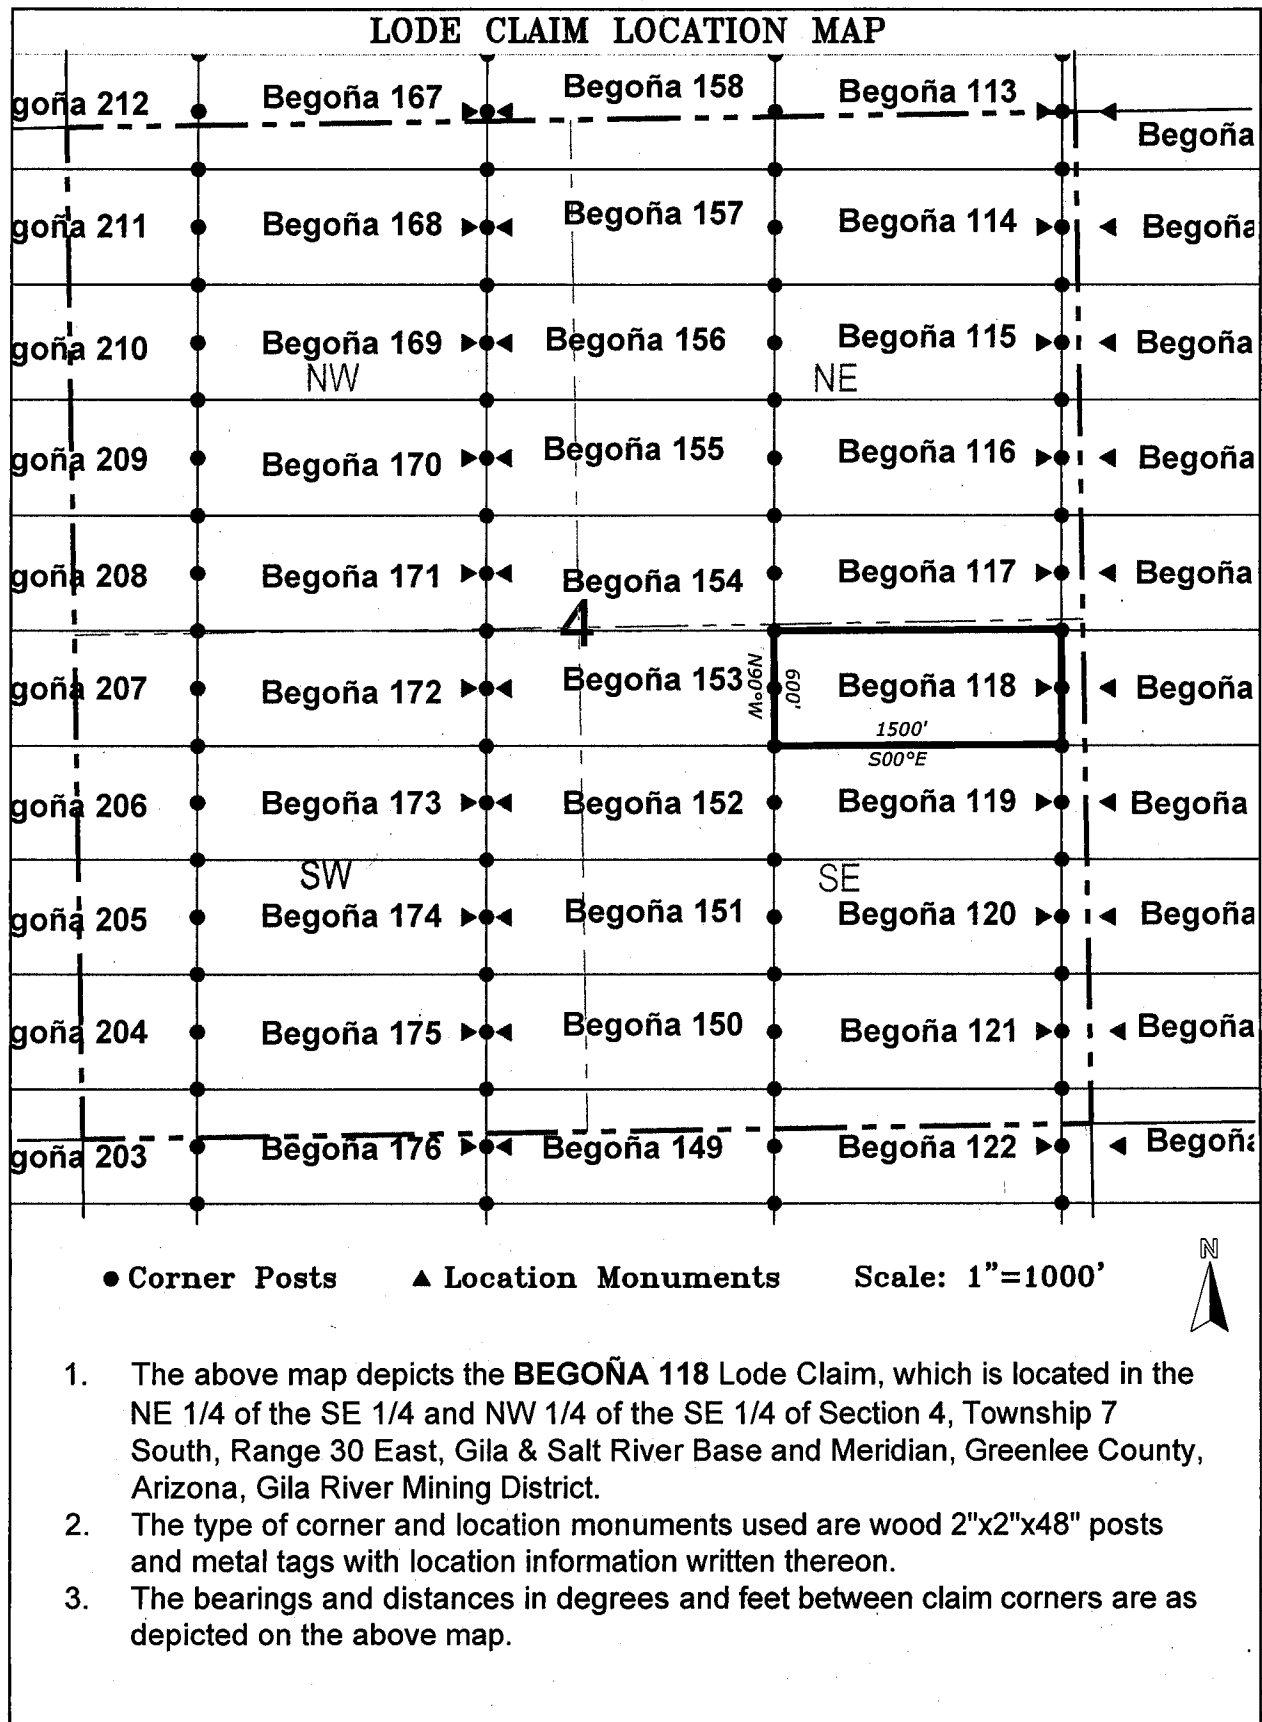 LODE CLAIM LOCATION MAP
goña 212 Begoña 167 Begoña 158 Begoña 113
Begoña
goña 211 Begoña 168 Begoña 157 Begoña 114 Begoña
goña 210 Begoña 169 Begoña 156 Begoña 115 Begoña
NW NE
goña 209 Begoña 170 Begoña 155 Begoña 116 Begoña
goña 208 Begoña 171 Begoña 154 Begoña 117 Begoña
4
goña 207 Begoña 172 Begoña 153 N90°W 600' Begoña 118 Begoña
1500'
S00°E
goña 206 Begoña 173 Begoña 152 Begoña 119 Begoña
SW SE
goña 205 Begoña 174 Begoña 151 Begoña 120 Begoña
goña 204 Begoña 175 Begoña 150 Begoña 121 Begoña
goña 203 Begoña 176 Begoña 149 Begoña 122 Begoña
N
Corner Posts Location Monuments Scale: 1"=1000'
1. The above map depicts the BEGOÑA 118 Lode Claim, which is located in the
NE 1/4 of the SE 1/4 and NW 1/4 of the SE 1/4 of Section 4, Township 7
South, Range 30 East, Gila & Salt River Base and Meridian, Greenlee County,
Arizona, Gila River Mining District.
2. The type of corner and location monuments used are wood 2"x2"x48" posts
and metal tags with location information written thereon.
3. The bearings and distances in degrees and feet between claim corners are as
depicted on the above map.